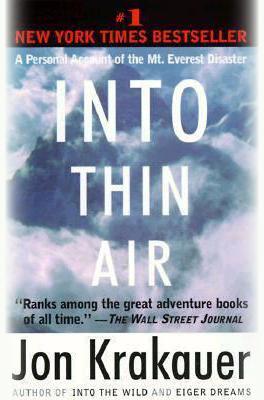 #1
NEW YORK TIMES BESTSELLER
A Personal Account of the Mt. Everest Disaster
INTO
THIN
AIR
"Ranks among the great adventure books
of all time." —THE WALL STREET JOURNAL
Jon Krakauer
AUTHOR OF INTO THE WILD AND EIGER DREAMS